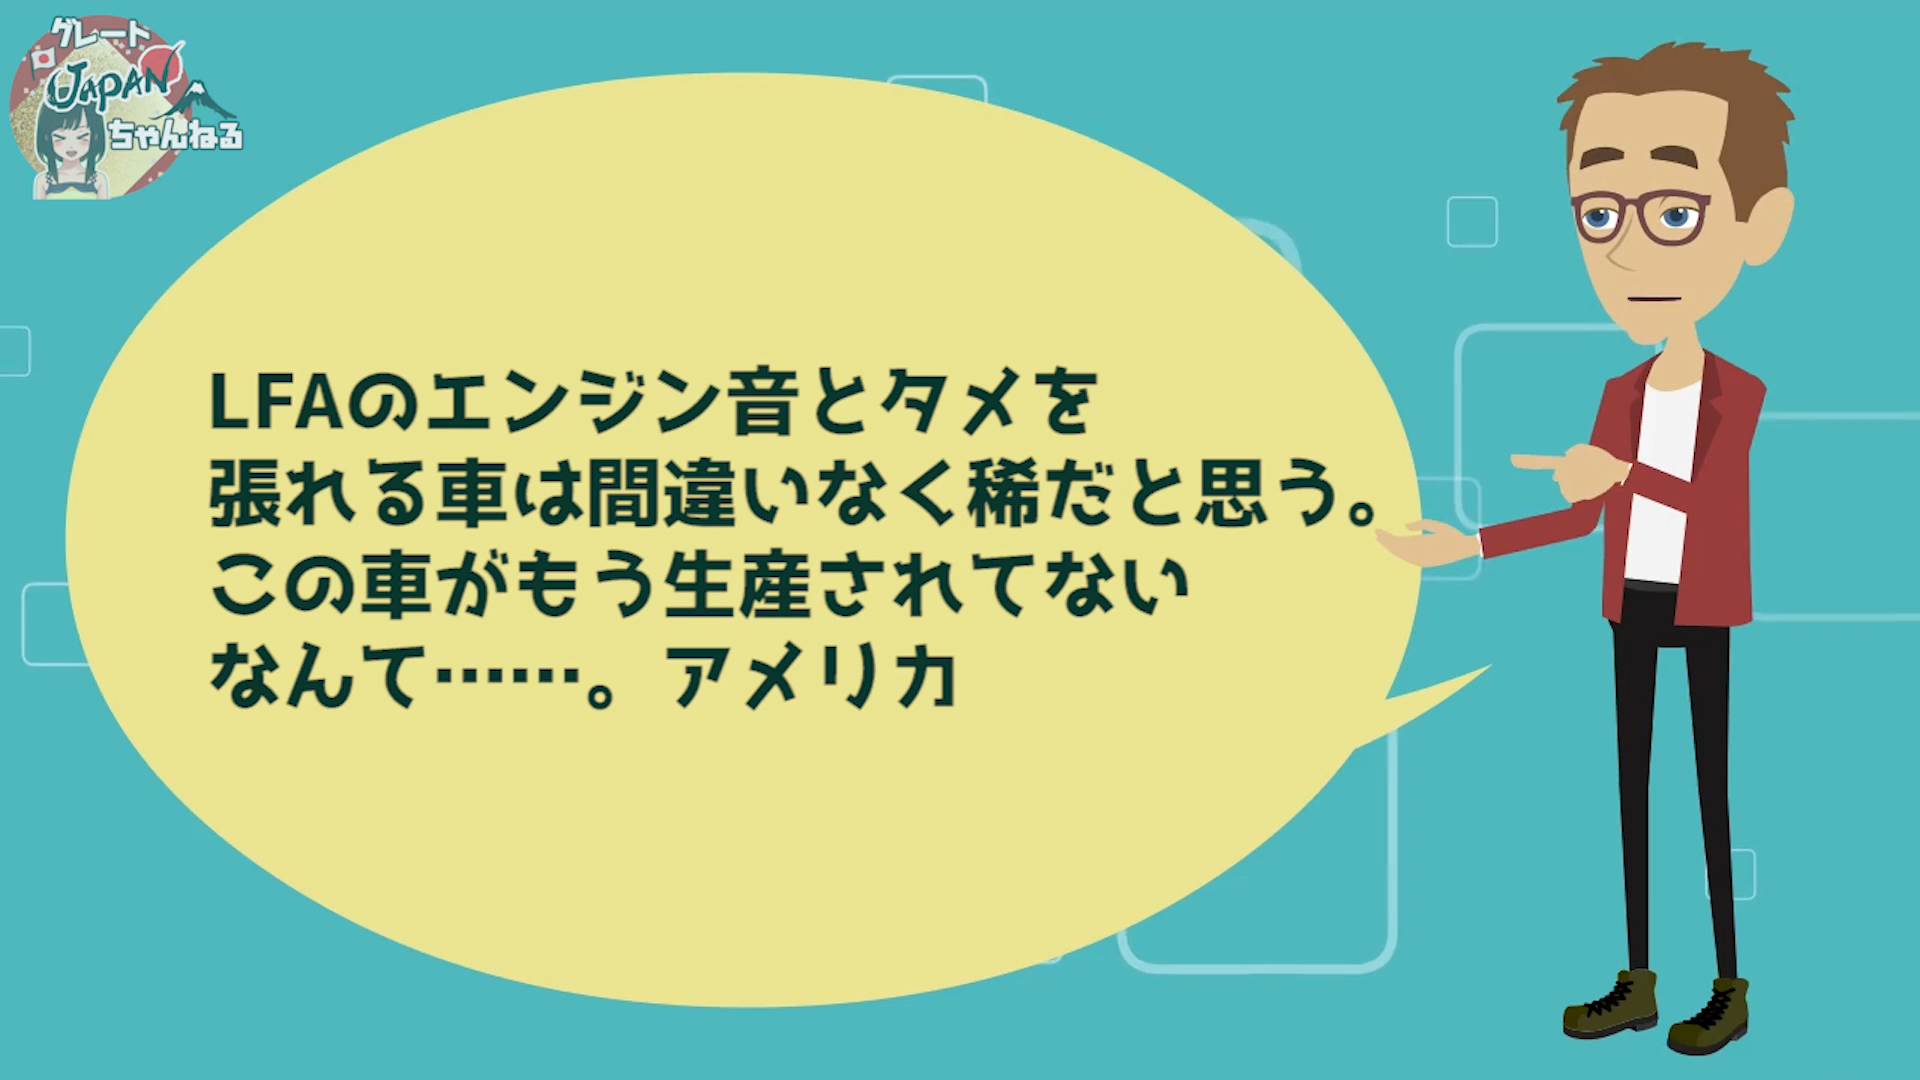 グレート
JAPAN
ちゃんねる
LFAのエンジン音とタメを
張れる車は間違いなく稀だと思う。
この車がもう生産されてない
なんて……。アメリカ